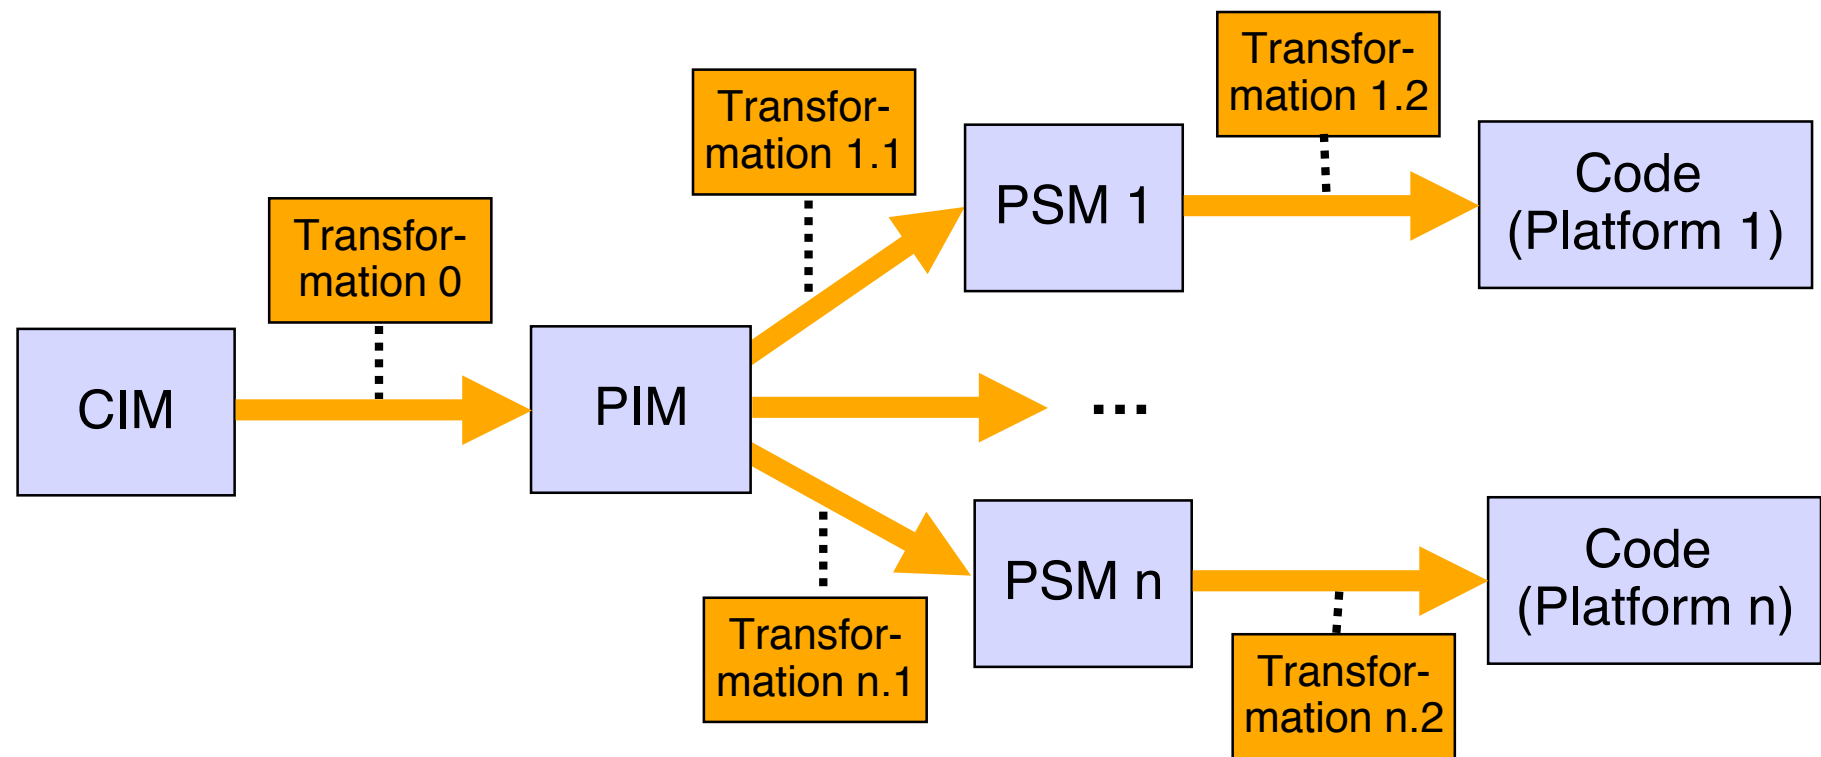 Transfor-
mation 0
CIM
PIM
Transfor-
mation 1.1
PSM 1
Transfor-
mation 1.2
Code
(Platform 1)
...
Transfor-
mation n.1
PSM n
Transfor-
mation n.2
Code
(Platform n)